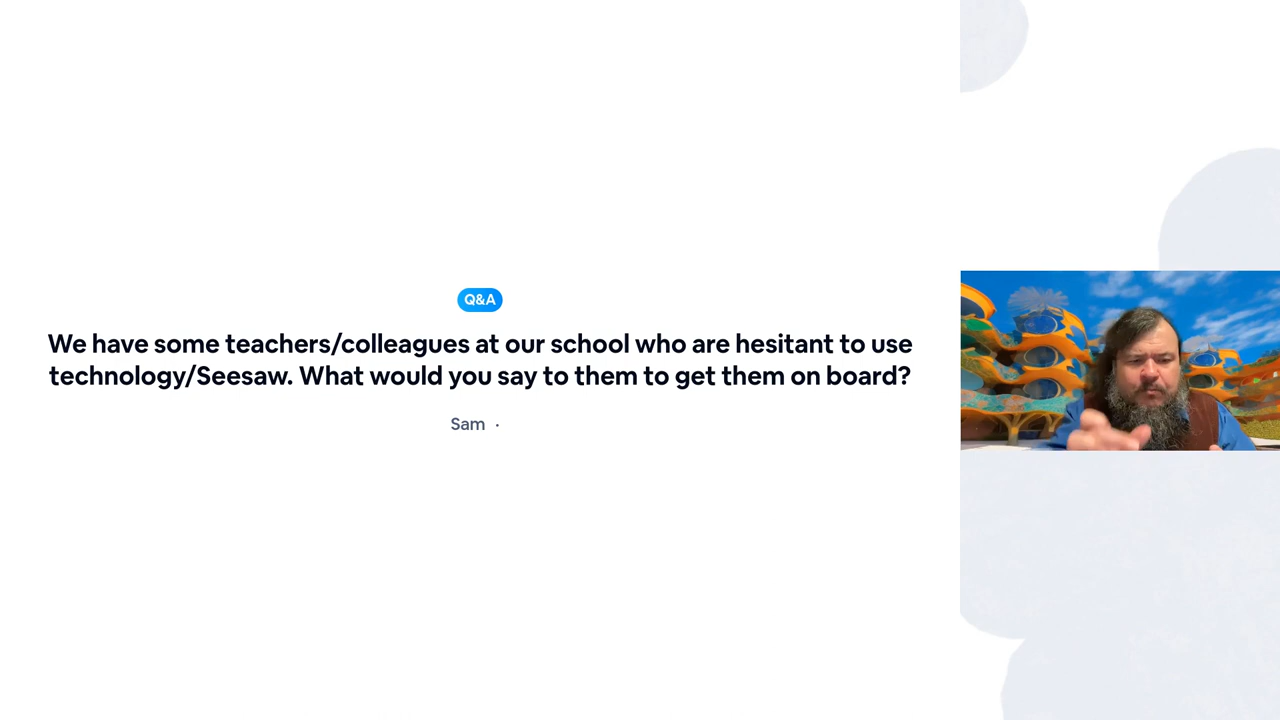 Q&A
We have some teachers/colleagues at our school who are hesitant to use
technology/Seesaw. What would you say to them to get them on board?
Sam ·